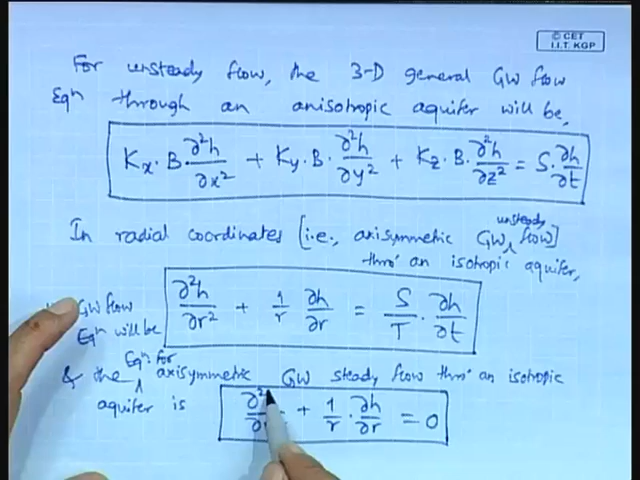 © CET
I.I.T. KGP
For unsteady flow, the 3-D general GW flow
Eqn through an anisotropic aquifer will be,
Kx · B · ∂²h/∂x² + Ky · B · ∂²h/∂y² + Kz · B · ∂²h/∂z² = S · ∂h/∂t
In radial coordinates [i.e., axisymmetric GW unsteady flow]
thro' an isotropic aquifer,
GW flow
Eqn will be
∂²h/∂r² + 1/r ∂h/∂r = S/T · ∂h/∂t
& the Eqn for axisymmetric GW steady flow thro' an isotropic
aquifer is
∂² + 1/r · ∂h/∂r = 0